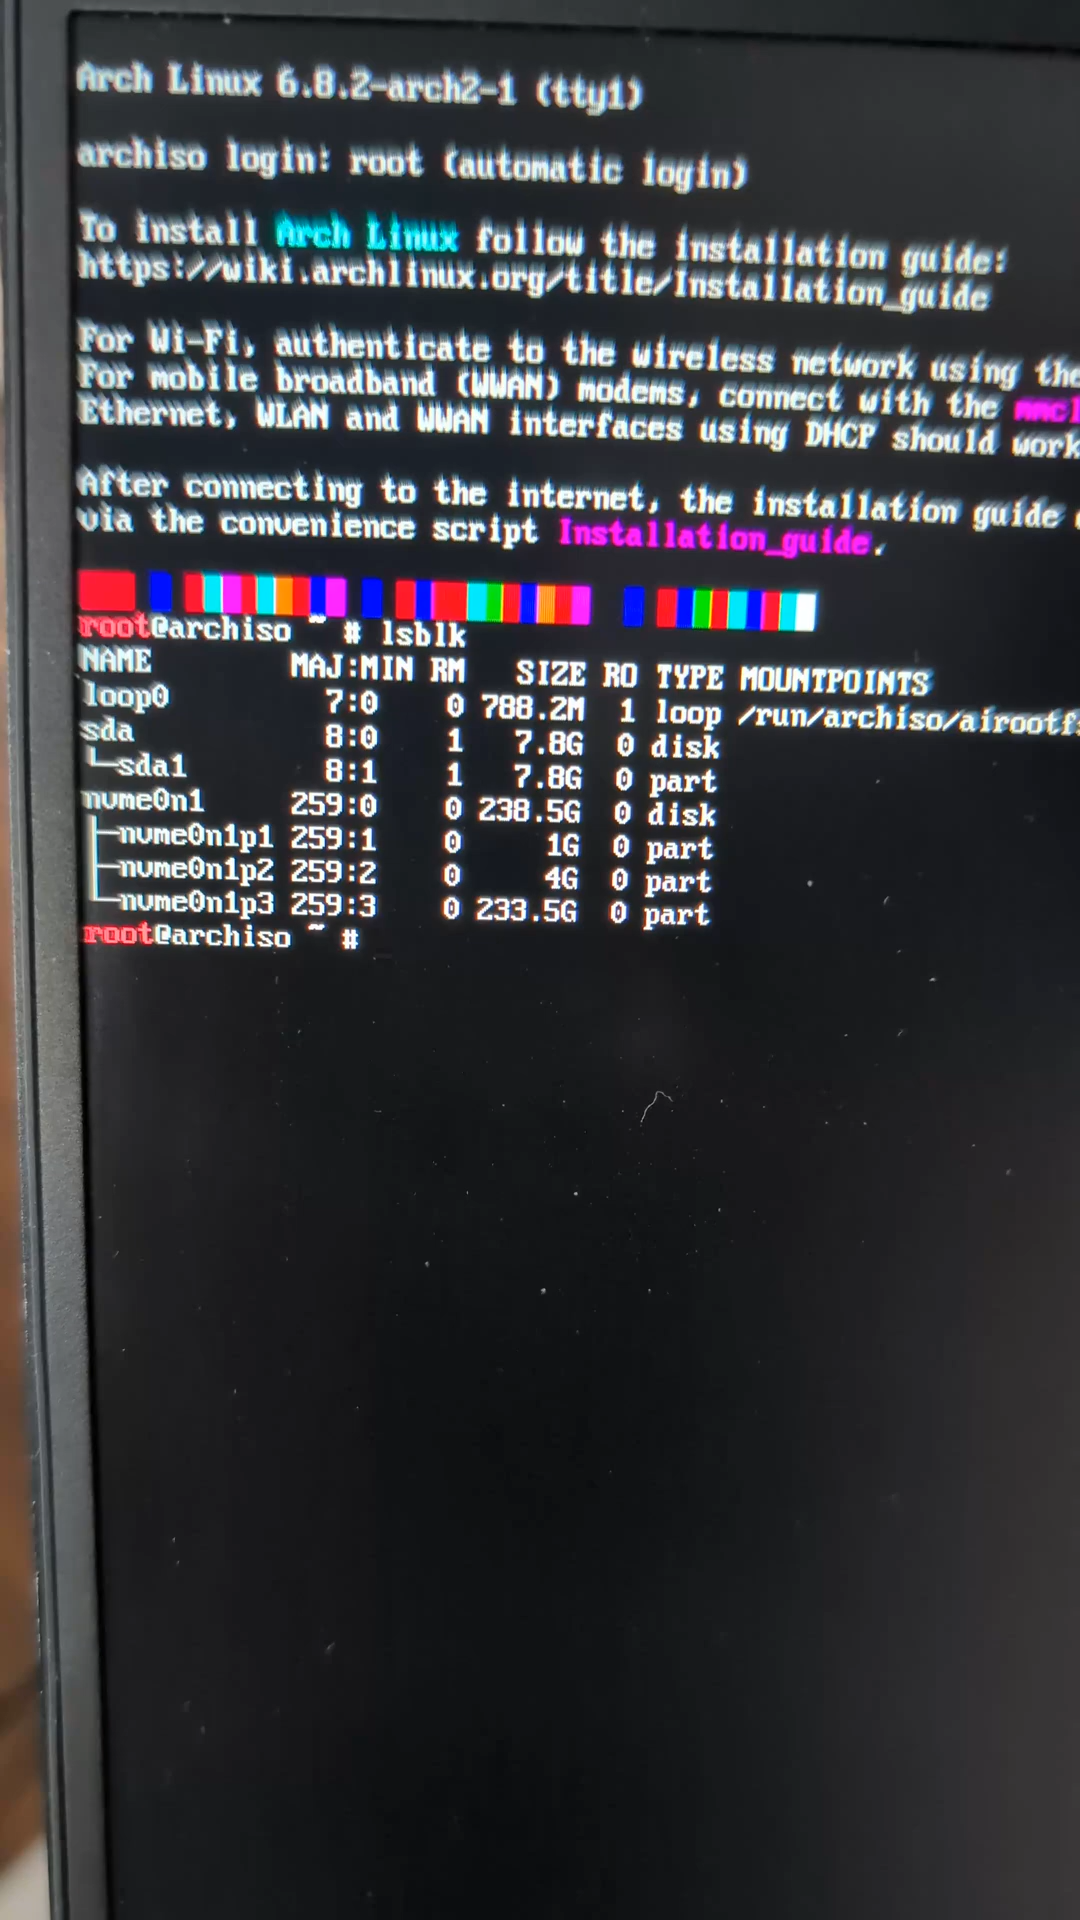 Arch Linux 6.8.2-arch2-1 (tty1)
archiso login: root (automatic login)
To install Arch Linux follow the installation guide:
https://wiki.archlinux.org/title/Installation_guide
For Wi-Fi, authenticate to the wireless network using the
For mobile broadband (WWAN) modems, connect with the
Ethernet, WLAN and WWAN interfaces using DHCP should work
After connecting to the internet, the installation guide
via the convenience script Installation_guide.
root@archiso ~ # lsblk
NAME MAJ:MIN RM SIZE RO TYPE MOUNTPOINTS
loop0 7:0 0 788.2M 1 loop /run/archiso/airootfs
sda 8:0 1 7.8G 0 disk
└─sda1 8:1 1 7.8G 0 part
nvme0n1 259:0 0 238.5G 0 disk
├─nvme0n1p1 259:1 0 1G 0 part
├─nvme0n1p2 259:2 0 4G 0 part
└─nvme0n1p3 259:3 0 233.5G 0 part
root@archiso ~ #